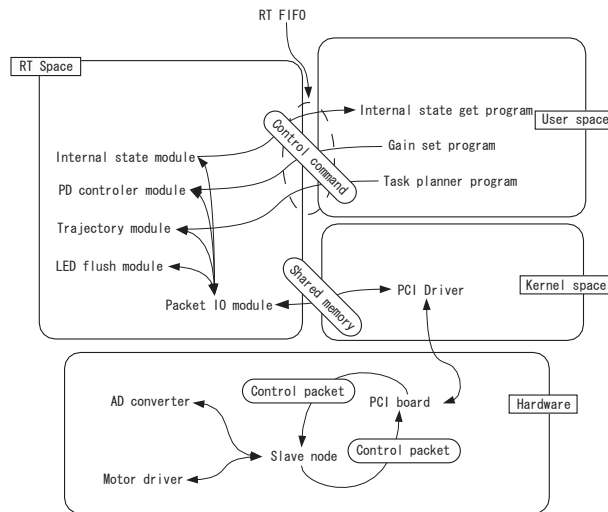 RT FIFO
RT Space
Internal state get program
User space
Control command
Gain set program
Internal state module
Task planner program
PD controler module
Trajectory module
LED flush module
Shared memory
PCI Driver
Kernel space
Packet IO module
Control packet
AD converter
PCI board
Hardware
Slave node
Control packet
Motor driver